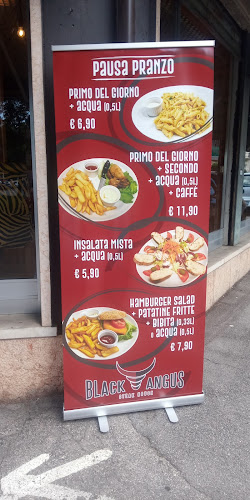 PAUSA PRANZO
PRIMO DEL GIORNO
+ ACQUA (0,5L)
€ 6,90
PRIMO DEL GIORNO
+ SECONDO
+ ACQUA (0,5L)
+ CAFFE
€ 11,90
INSALATA MISTA
+ ACQUA (0,5L)
€ 5,90
HAMBURGER SALAD
+ PATATINE FRITTE
+ BIBITA (0,33L)
o ACQUA (0,5L)
€ 7,90
BLACK ANGUS